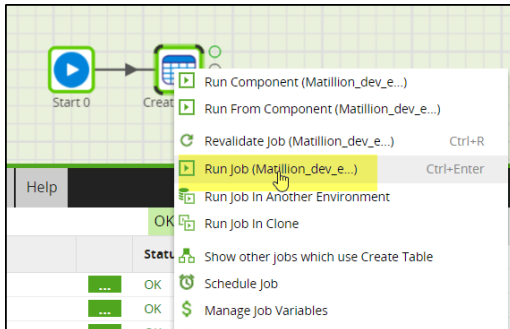 Start 0
Creat
Run Component (Matillion_dev_e...)
Run From Component (Matillion_dev_e...)
Revalidate Job (Matillion_dev_e...) Ctrl+R
Run Job (Matillion_dev_e...) Ctrl+Enter
Run Job In Another Environment
Run Job In Clone
Show other jobs which use Create Table
Schedule Job
Manage Job Variables
Help
OK
Statu
... OK
... OK